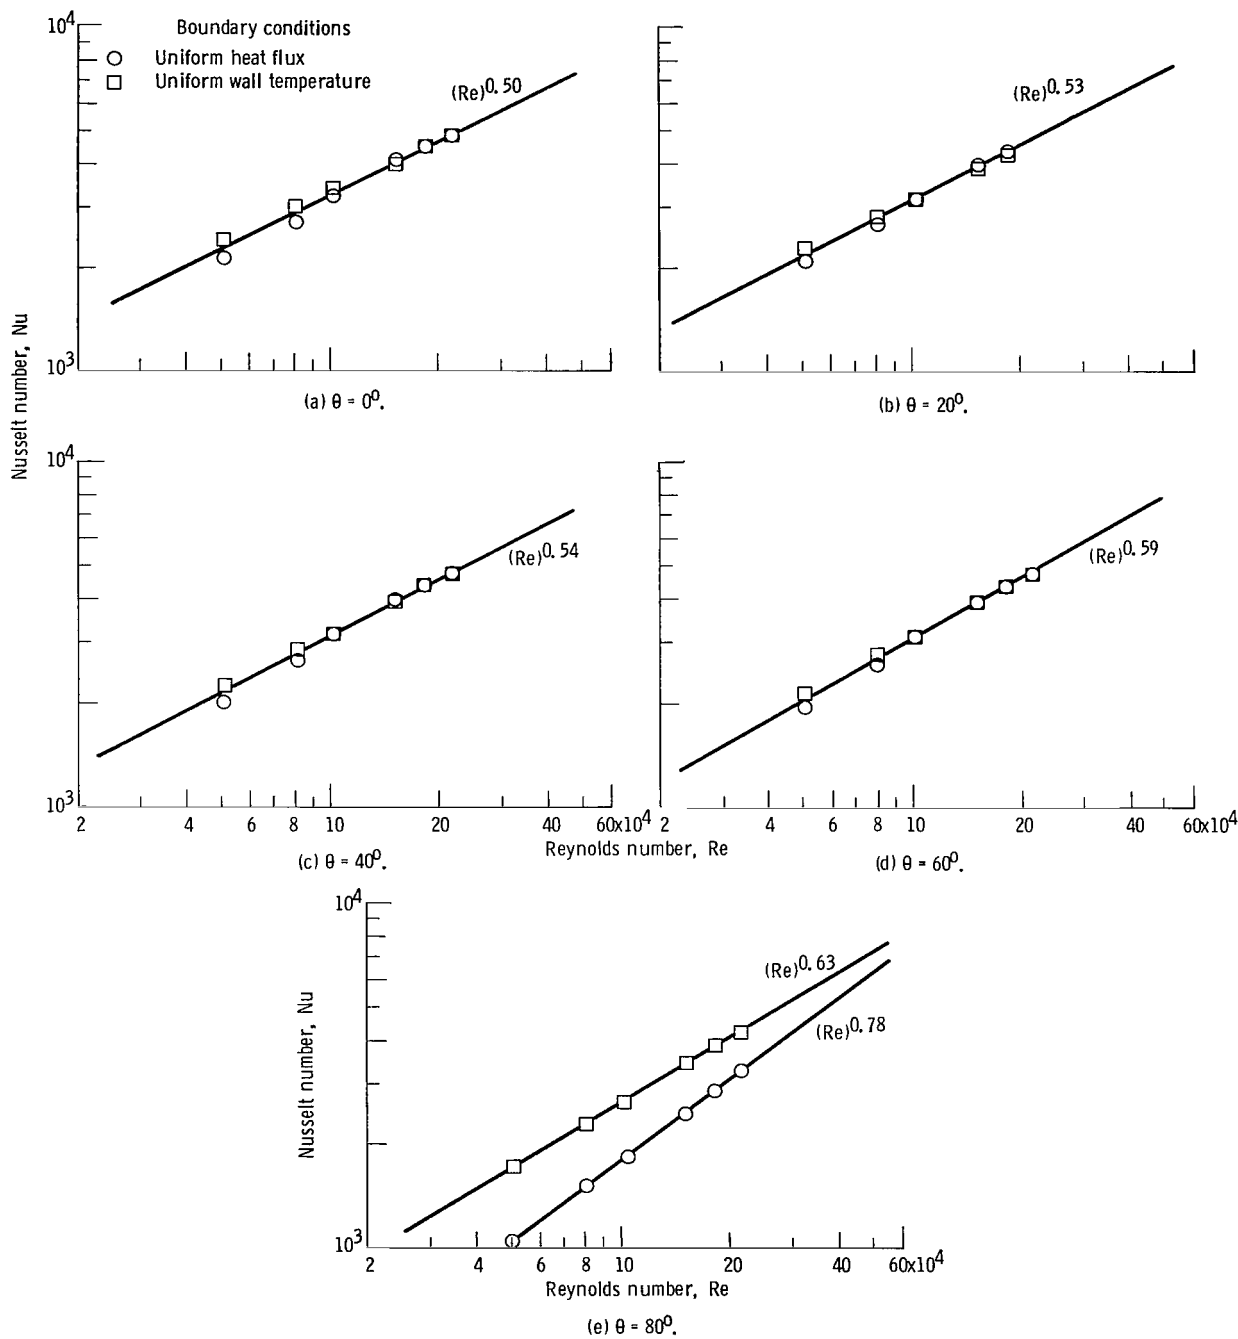 10^4
Boundary conditions
Uniform heat flux
Uniform wall temperature
(Re)^0.50
(Re)^0.53
10^3
(a) θ = 0^o.
(b) θ = 20^o.
Nusselt number, Nu
10^4
(Re)^0.54
(Re)^0.59
10^3
2 4 6 8 10 20 40 60x10^4
2 4 6 8 10 20 40 60x10^4
Reynolds number, Re
(c) θ = 40^o.
(d) θ = 60^o.
10^4
(Re)^0.63
(Re)^0.78
Nusselt number, Nu
10^3
2 4 6 8 10 20 40 60x10^4
Reynolds number, Re
(e) θ = 80^o.